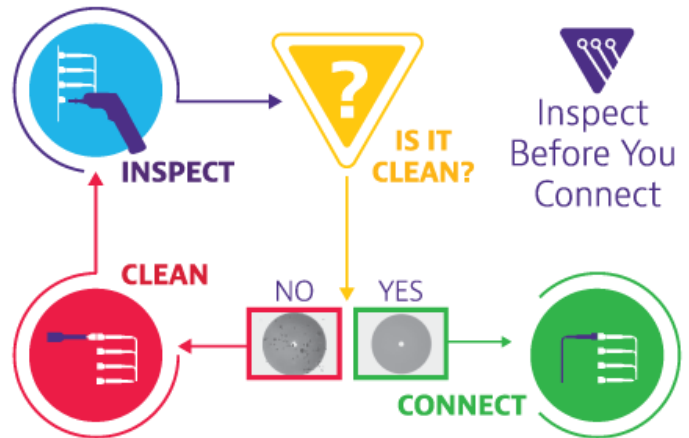 ?
INSPECT
IS IT
CLEAN?
Inspect
Before You
Connect
CLEAN
NO
YES
CONNECT